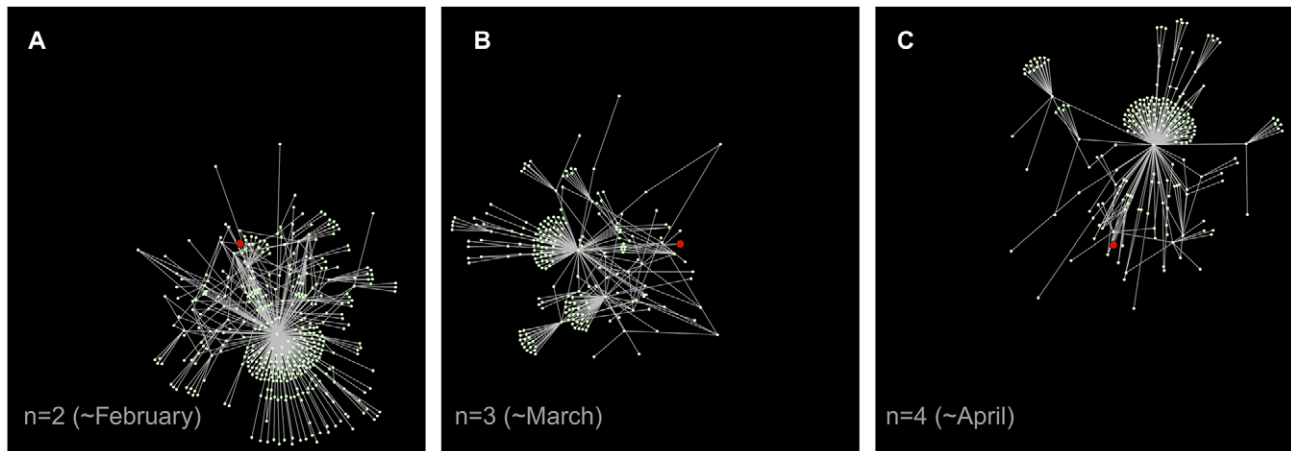 A
B
C
n=2 (~February)
n=3 (~March)
n=4 (~April)